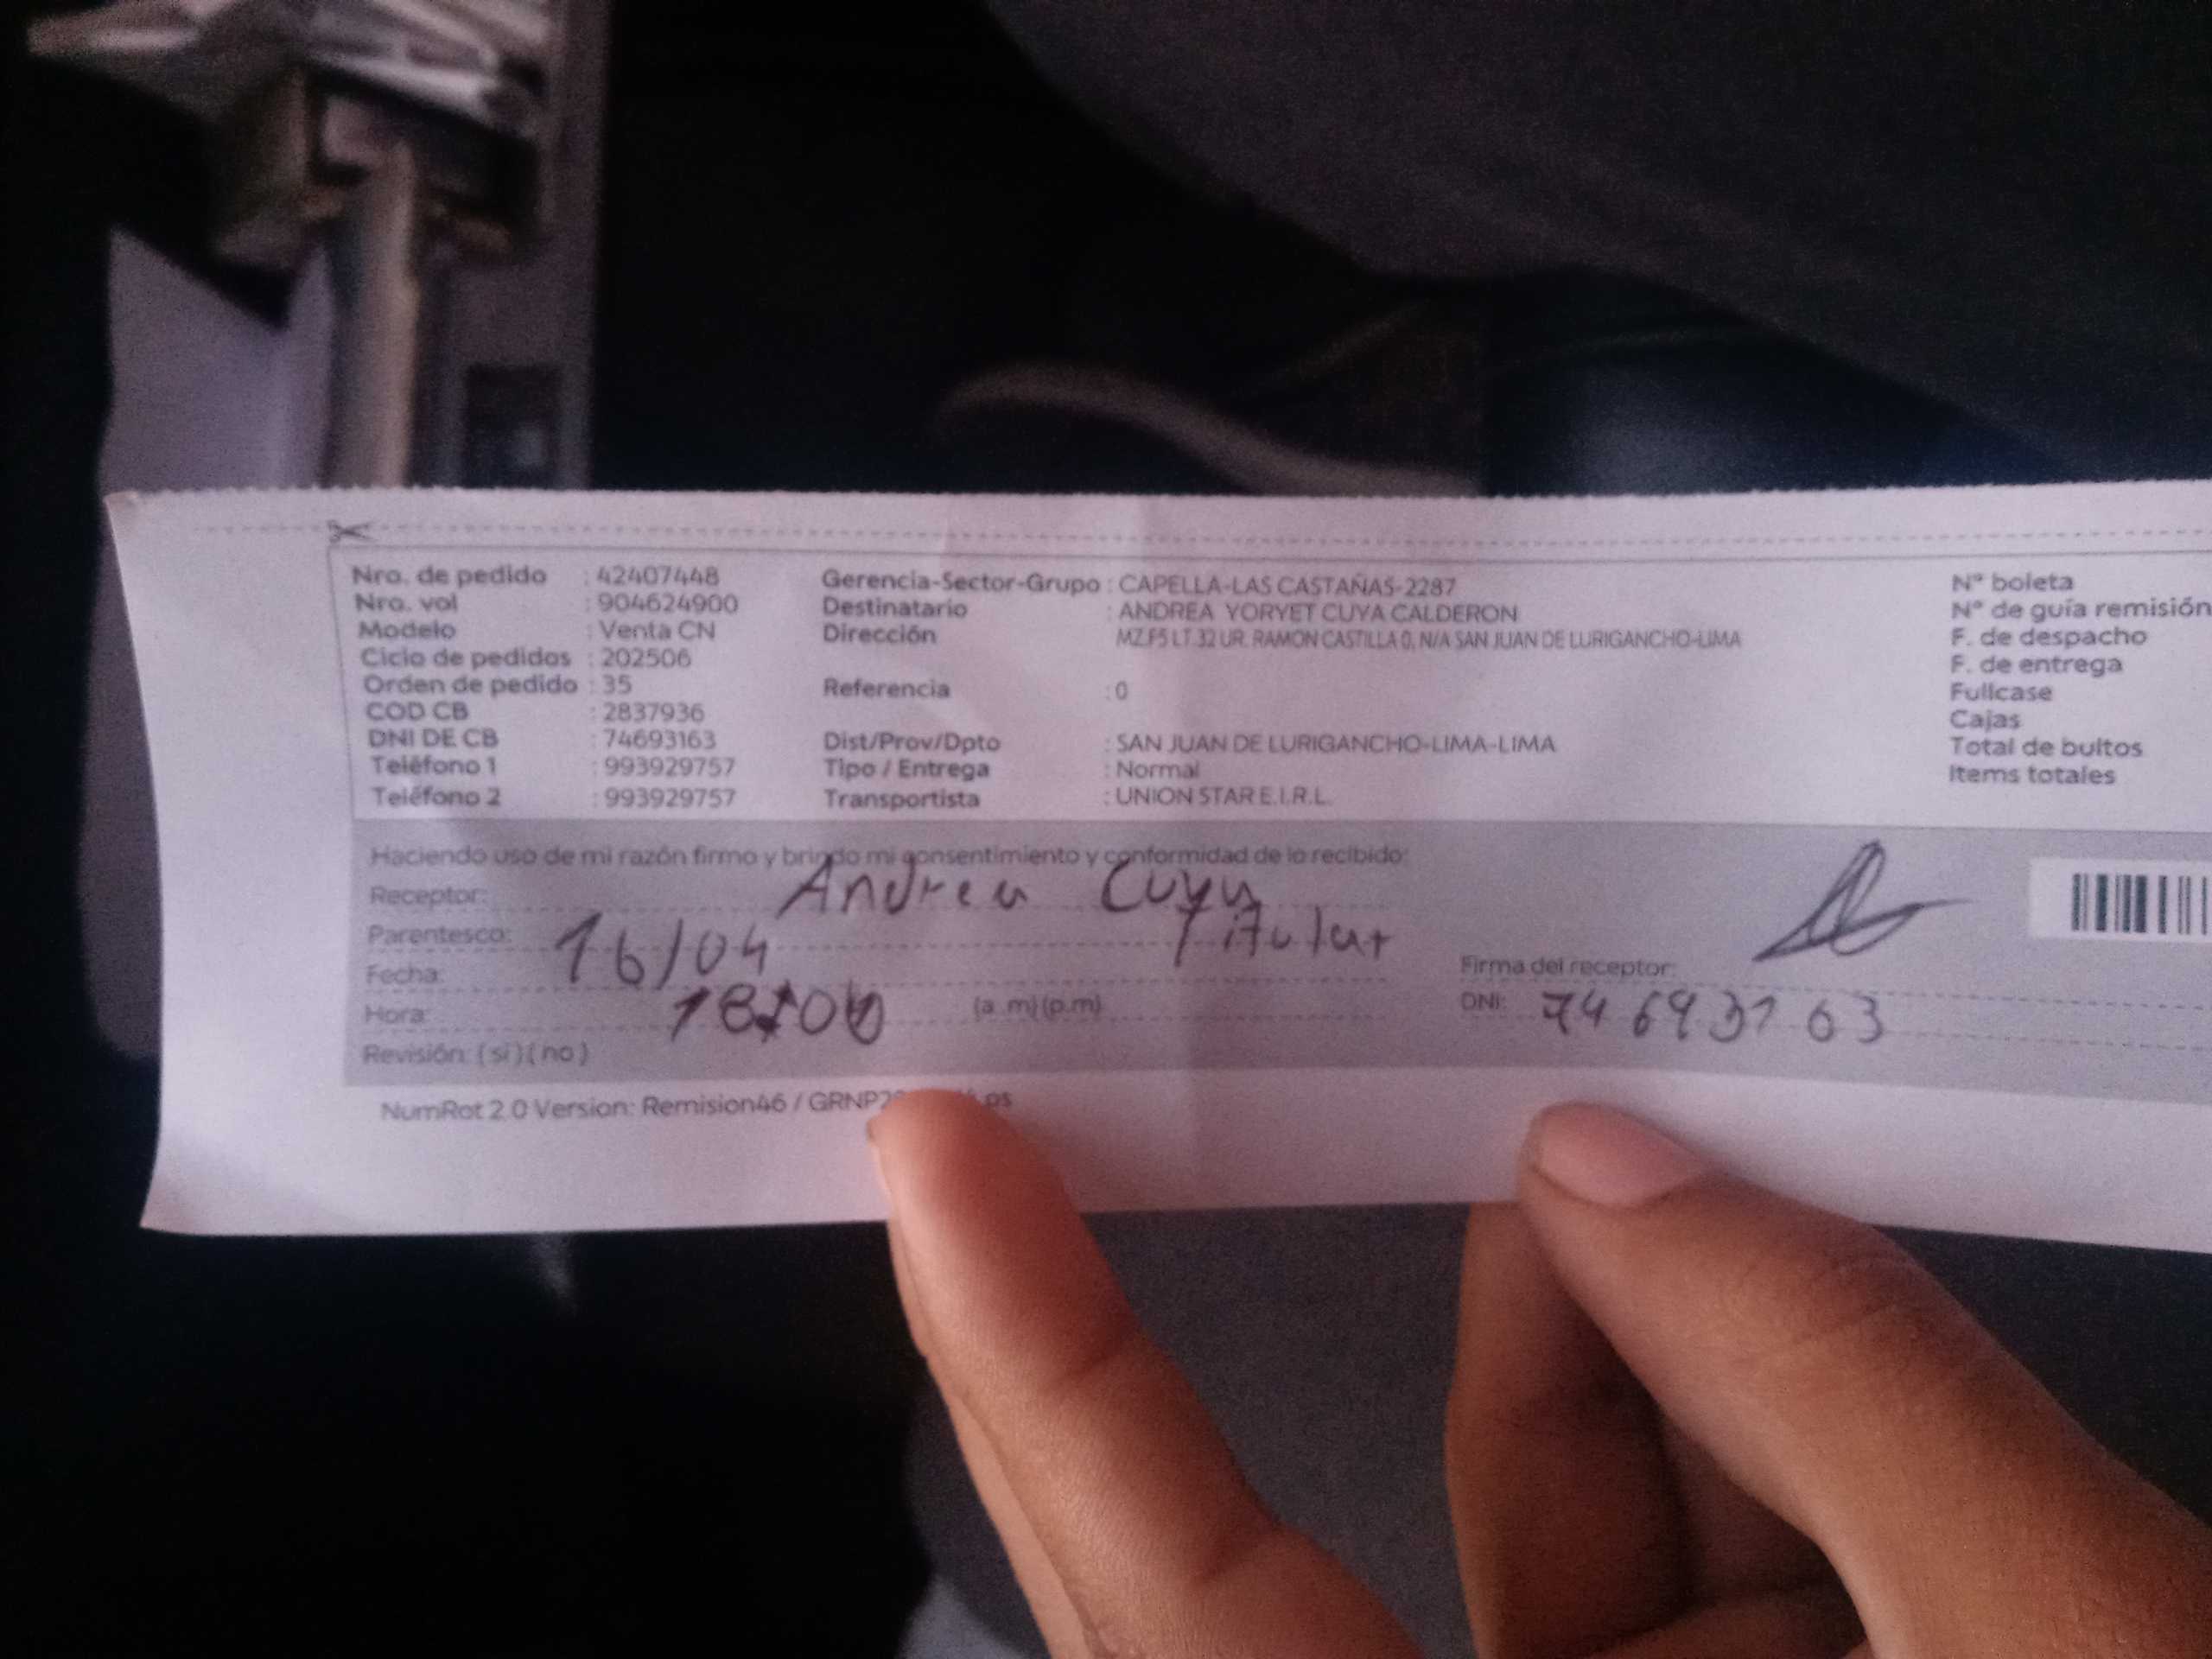 Nro. de pedido : 42407448
Nro. vol : 904624900
Modelo : Venta CN
Ciclo de pedidos : 202506
Orden de pedido : 35
COD CB : 2837936
DNI DE CB : 74693163
Teléfono 1 : 993929757
Teléfono 2 : 993929757
Gerencia-Sector-Grupo : CAPELLA-LAS CASTAÑAS-2287
Destinatario : ANDREA YORYET CUYA CALDERON
Dirección MZ.F5 LT.32 UR. RAMON CASTILLA 0, N/A SAN JUAN DE LURIGANCHO-LIMA
Referencia : 0
Dist/Prov/Dpto : SAN JUAN DE LURIGANCHO-LIMA-LIMA
Tipo / Entrega : Normal
Transportista : UNION STAR E.I.R.L.
N° boleta
N° de guía remisión
F. de despacho
F. de entrega
Fullcase
Cajas
Total de bultos
Items totales
Haciendo uso de mi razón firmo y brindo mi consentimiento y conformidad de lo recibido:
Receptor: Andrea Cuya
Parentesco: Titular
Fecha: 16/04
Hora: 18:00 (a.m) (p.m)
Revisión: ( si ) ( no )
Firma del receptor:
DNI: 74693163
NumRot 2.0 Version: Remision46 /